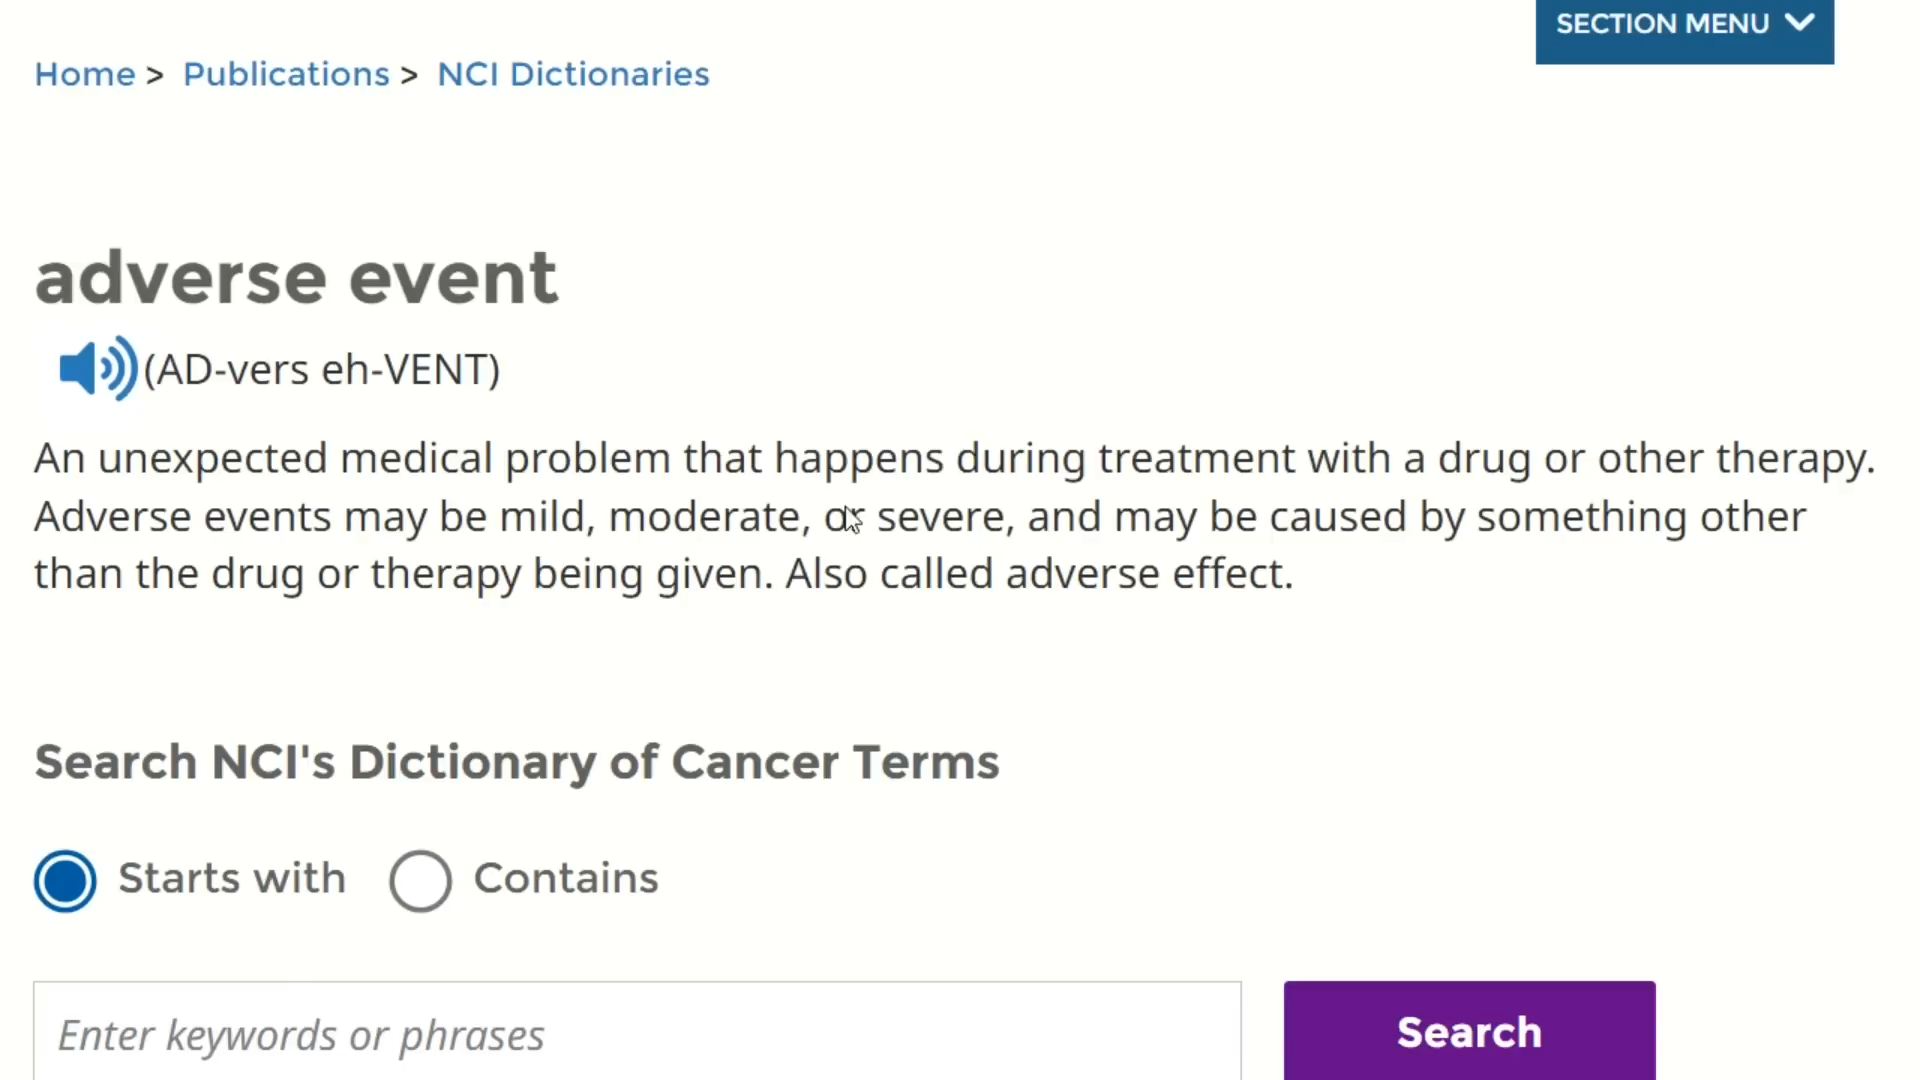 SECTION MENU
Home > Publications > NCI Dictionaries
adverse event
(AD-vers eh-VENT)
An unexpected medical problem that happens during treatment with a drug or other therapy.
Adverse events may be mild, moderate, or severe, and may be caused by something other
than the drug or therapy being given. Also called adverse effect.
Search NCI's Dictionary of Cancer Terms
Starts with Contains
Enter keywords or phrases Search